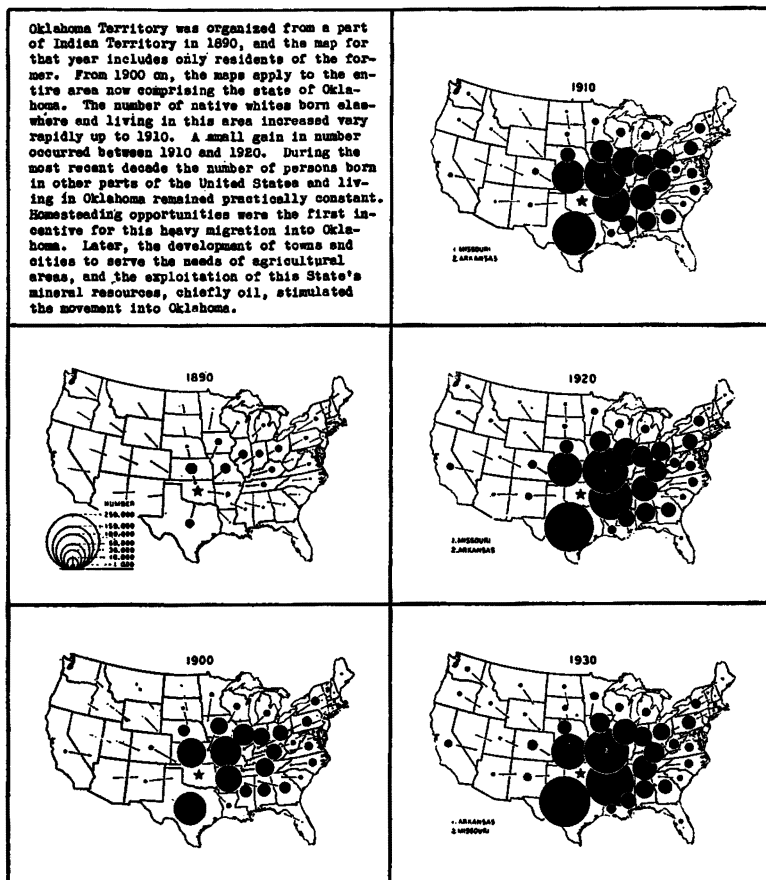 Oklahoma Territory was organized from a part
of Indian Territory in 1890, and the map for
that year includes only residents of the for-
mer. From 1900 on, the maps apply to the en-
tire area now comprising the state of Okla-
homa. The number of native whites born else-
where and living in this area increased very
rapidly up to 1910. A small gain in number
occurred between 1910 and 1920. During the
most recent decade the number of persons born
in other parts of the United States and liv-
ing in Oklahoma remained practically constant.
Homesteading opportunities were the first in-
centive for this heavy migration into Okla-
homa. Later, the development of towns and
cities to serve the needs of agricultural
areas, and the exploitation of this State's
mineral resources, chiefly oil, stimulated
the movement into Oklahoma.
1910
1. MISSOURI
2. ARKANSAS
1890
NUMBER
250,000
150,000
100,000
1920
1. MISSOURI
2. ARKANSAS
1900
1930
1. ARKANSAS
2. MISSOURI